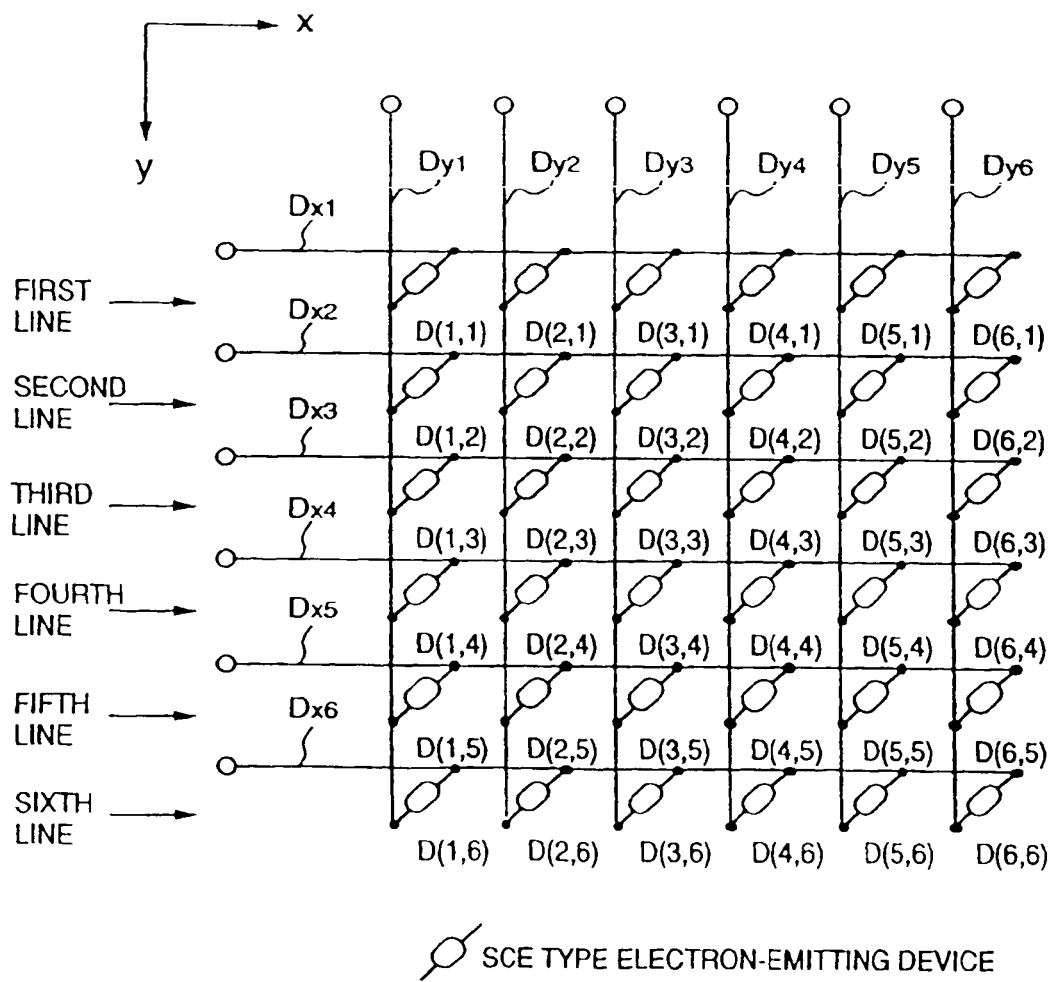 x
y
Dy1 Dy2 Dy3 Dy4 Dy5 Dy6
Dx1
FIRST LINE
Dx2
D(1,1) D(2,1) D(3,1) D(4,1) D(5,1) D(6,1)
SECOND LINE
Dx3
D(1,2) D(2,2) D(3,2) D(4,2) D(5,2) D(6,2)
THIRD LINE
Dx4
D(1,3) D(2,3) D(3,3) D(4,3) D(5,3) D(6,3)
FOURTH LINE
Dx5
D(1,4) D(2,4) D(3,4) D(4,4) D(5,4) D(6,4)
FIFTH LINE
Dx6
D(1,5) D(2,5) D(3,5) D(4,5) D(5,5) D(6,5)
SIXTH LINE
D(1,6) D(2,6) D(3,6) D(4,6) D(5,6) D(6,6)
SCE TYPE ELECTRON-EMITTING DEVICE